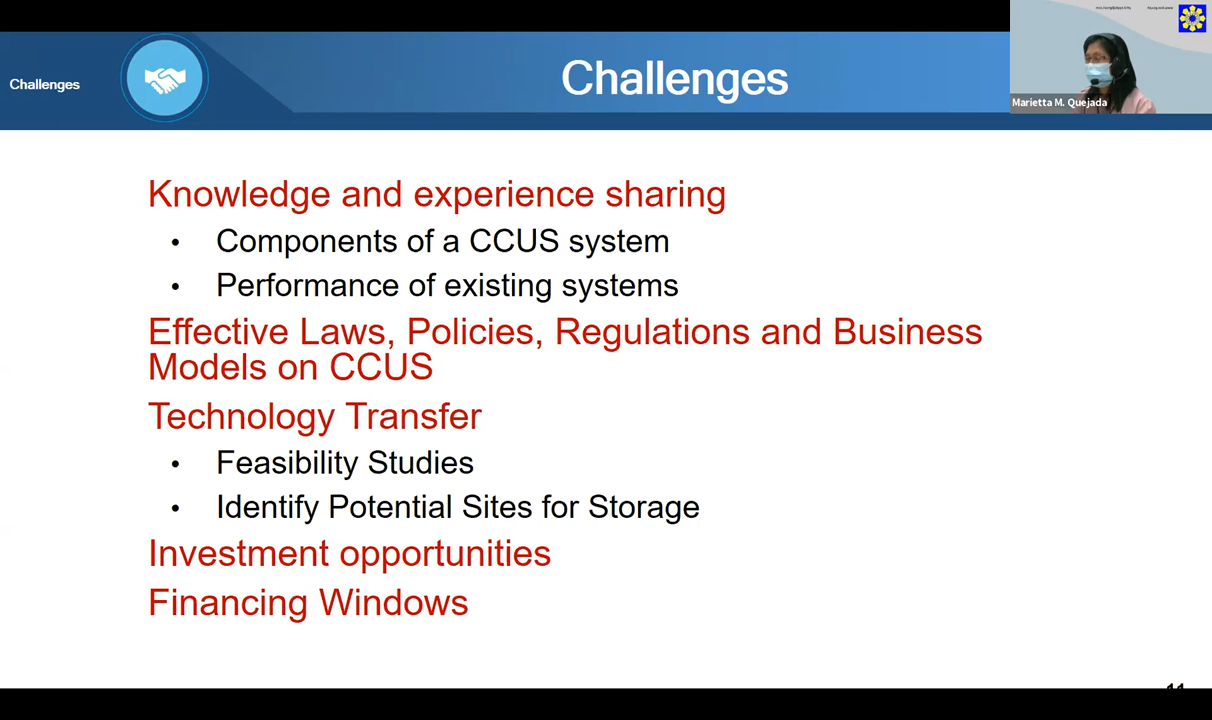 Challenges
Challenges
Marietta M. Quejada
Knowledge and experience sharing
• Components of a CCUS system
• Performance of existing systems
Effective Laws, Policies, Regulations and Business
Models on CCUS
Technology Transfer
• Feasibility Studies
• Identify Potential Sites for Storage
Investment opportunities
Financing Windows
11